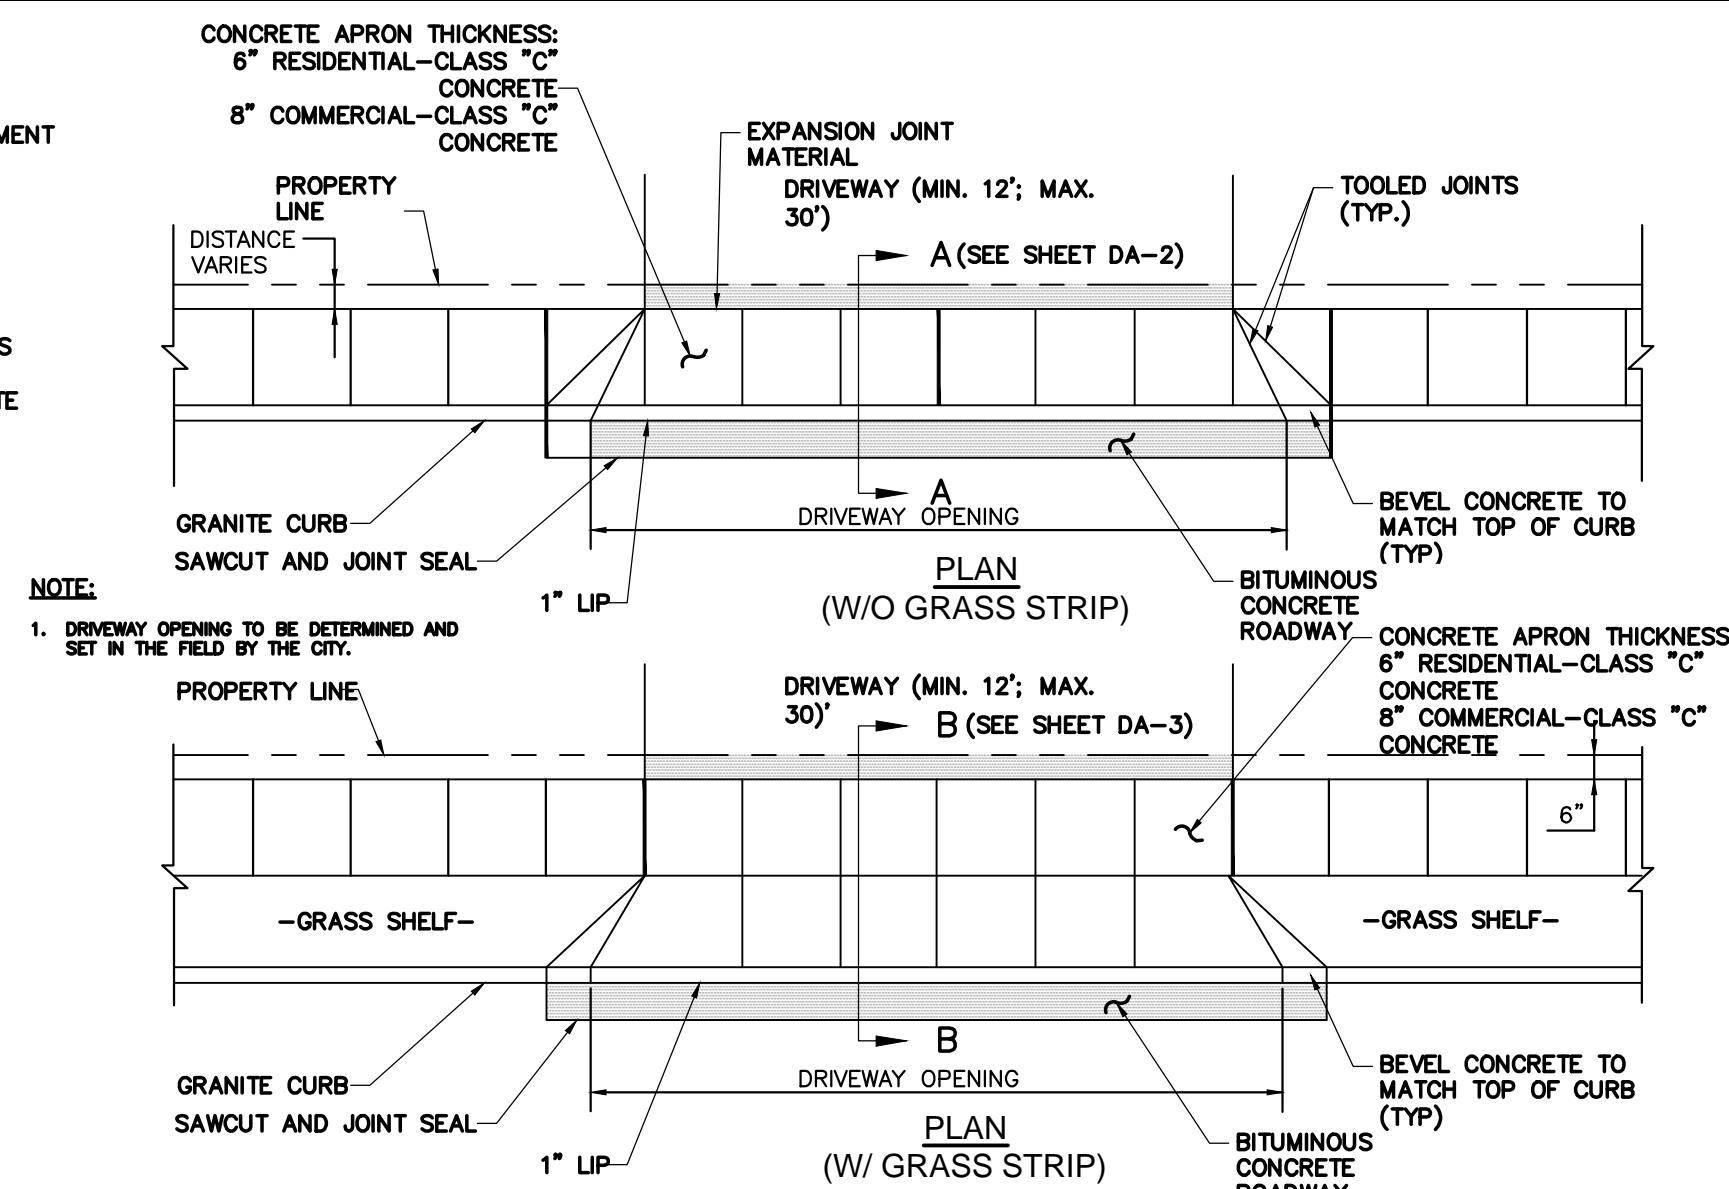 CONCRETE APRON THICKNESS:
6" RESIDENTIAL-CLASS "C"
CONCRETE
8" COMMERCIAL-CLASS "C"
CONCRETE
EXPANSION JOINT
MATERIAL
PROPERTY
LINE
DISTANCE
VARIES
DRIVEWAY (MIN. 12'; MAX.
30')
TOOLED JOINTS
(TYP.)
A (SEE SHEET DA-2)
A
DRIVEWAY OPENING
GRANITE CURB
SAWCUT AND JOINT SEAL
1" LIP
PLAN
(W/O GRASS STRIP)
BEVEL CONCRETE TO
MATCH TOP OF CURB
(TYP)
BITUMINOUS
CONCRETE
ROADWAY
NOTE:
1. DRIVEWAY OPENING TO BE DETERMINED AND
SET IN THE FIELD BY THE CITY.
PROPERTY LINE
DRIVEWAY (MIN. 12'; MAX.
30)'
B (SEE SHEET DA-3)
CONCRETE APRON THICKNESS
6" RESIDENTIAL-CLASS "C"
CONCRETE
8" COMMERCIAL-CLASS "C"
CONCRETE
6"
-GRASS SHELF-
-GRASS SHELF-
B
DRIVEWAY OPENING
GRANITE CURB
SAWCUT AND JOINT SEAL
1" LIP
PLAN
(W/ GRASS STRIP)
BEVEL CONCRETE TO
MATCH TOP OF CURB
(TYP)
BITUMINOUS
CONCRETE
ROADWAY